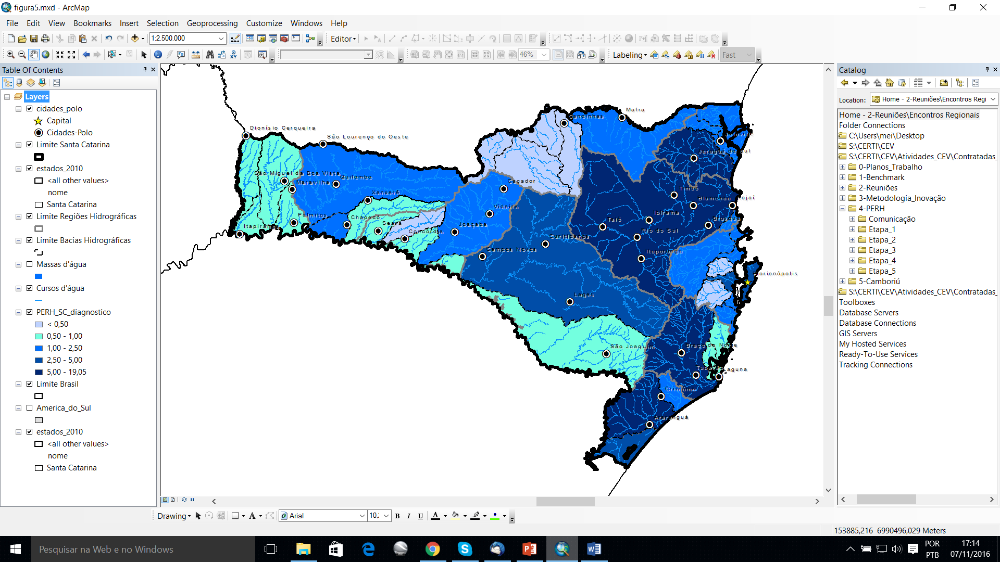 figura5.mxd - ArcMap
File Edit View Bookmarks Insert Selection Geoprocessing Customize Windows Help
1:2.500.000
Editor
46%
Labeling
Fast
Table Of Contents
Layers
cidades_polo
Capital
Cidades-Polo
Limite Santa Catarina
estados_2010
<all other values>
nome
Santa Catarina
Limite Regiões Hidrográficas
Limite Bacias Hidrográficas
Massas d'água
Cursos d'água
PERH_SC_diagnostico
< 0,50
0,50 - 1,00
1,00 - 2,50
2,50 - 5,00
5,00 - 19,05
Limite Brasil
America_do_Sul
estados_2010
<all other values>
nome
Santa Catarina
Mafra
Canoinhas
Dionísio Cerqueira
São Lourenço do Oeste
Joinville
Jaraguá do Sul
São Miguel da Boa Vista
Maravilha
Quilombo
Caçador
Timbó
Xanxerê
Blumenau
Itajaí
Videira
Palmitos
Chapecó
Ibirama
Taió
Brusque
Itapiranga
Seara
Joaçaba
Concórdia
Rio do Sul
Curitibanos
Campos Novos
Ituporanga
Florianópolis
Lages
São Joaquim
Braço do Norte
Tubarão
Laguna
Criciúma
Araranguá
Catalog
Location: Home - 2-Reuniões\Encontros Regi
Home - 2-Reuniões\Encontros Regionais
Folder Connections
C:\Users\mei\Desktop
S:\CERTI\CEV
S:\CERTI\CEV\Atividades_CEV\Contratadas_
0-Planos_Trabalho
1-Benchmark
2-Reuniões
3-Metodologia_Inovação
4-PERH
Comunicação
Etapa_1
Etapa_2
Etapa_3
Etapa_4
Etapa_5
5-Camboriú
S:\CERTI\CEV\Atividades_CEV\Contratadas_
Toolboxes
Database Servers
Database Connections
GIS Servers
My Hosted Services
Ready-To-Use Services
Tracking Connections
Drawing
Arial
10,
B I U A
153885,216 6990496,029 Meters
Pesquisar na Web e no Windows
POR
PTB
17:14
07/11/2016